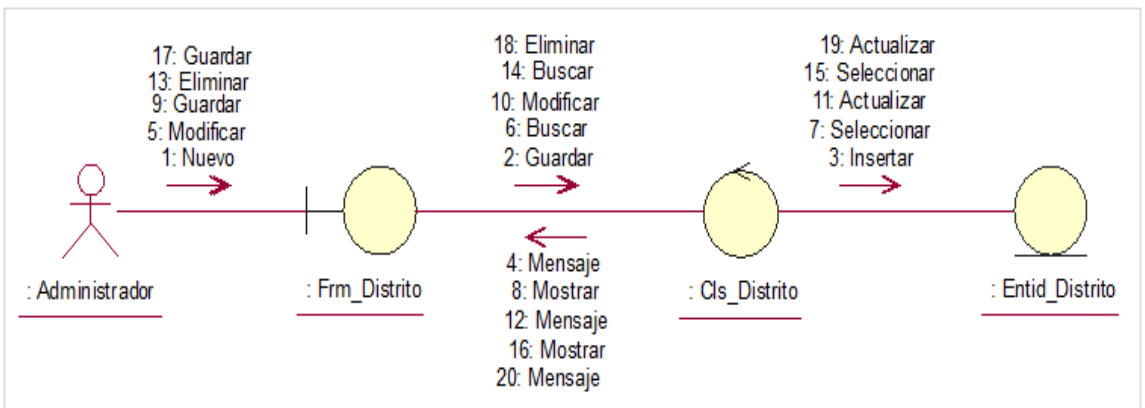 17: Guardar
13: Eliminar
9: Guardar
5: Modificar
1: Nuevo
18: Eliminar
14: Buscar
10: Modificar
6: Buscar
2: Guardar
19: Actualizar
15: Seleccionar
11: Actualizar
7: Seleccionar
3: Insertar
4: Mensaje
8: Mostrar
12: Mensaje
16: Mostrar
20: Mensaje
: Administrador
: Frm_Distrito
: Cls_Distrito
: Entid_Distrito